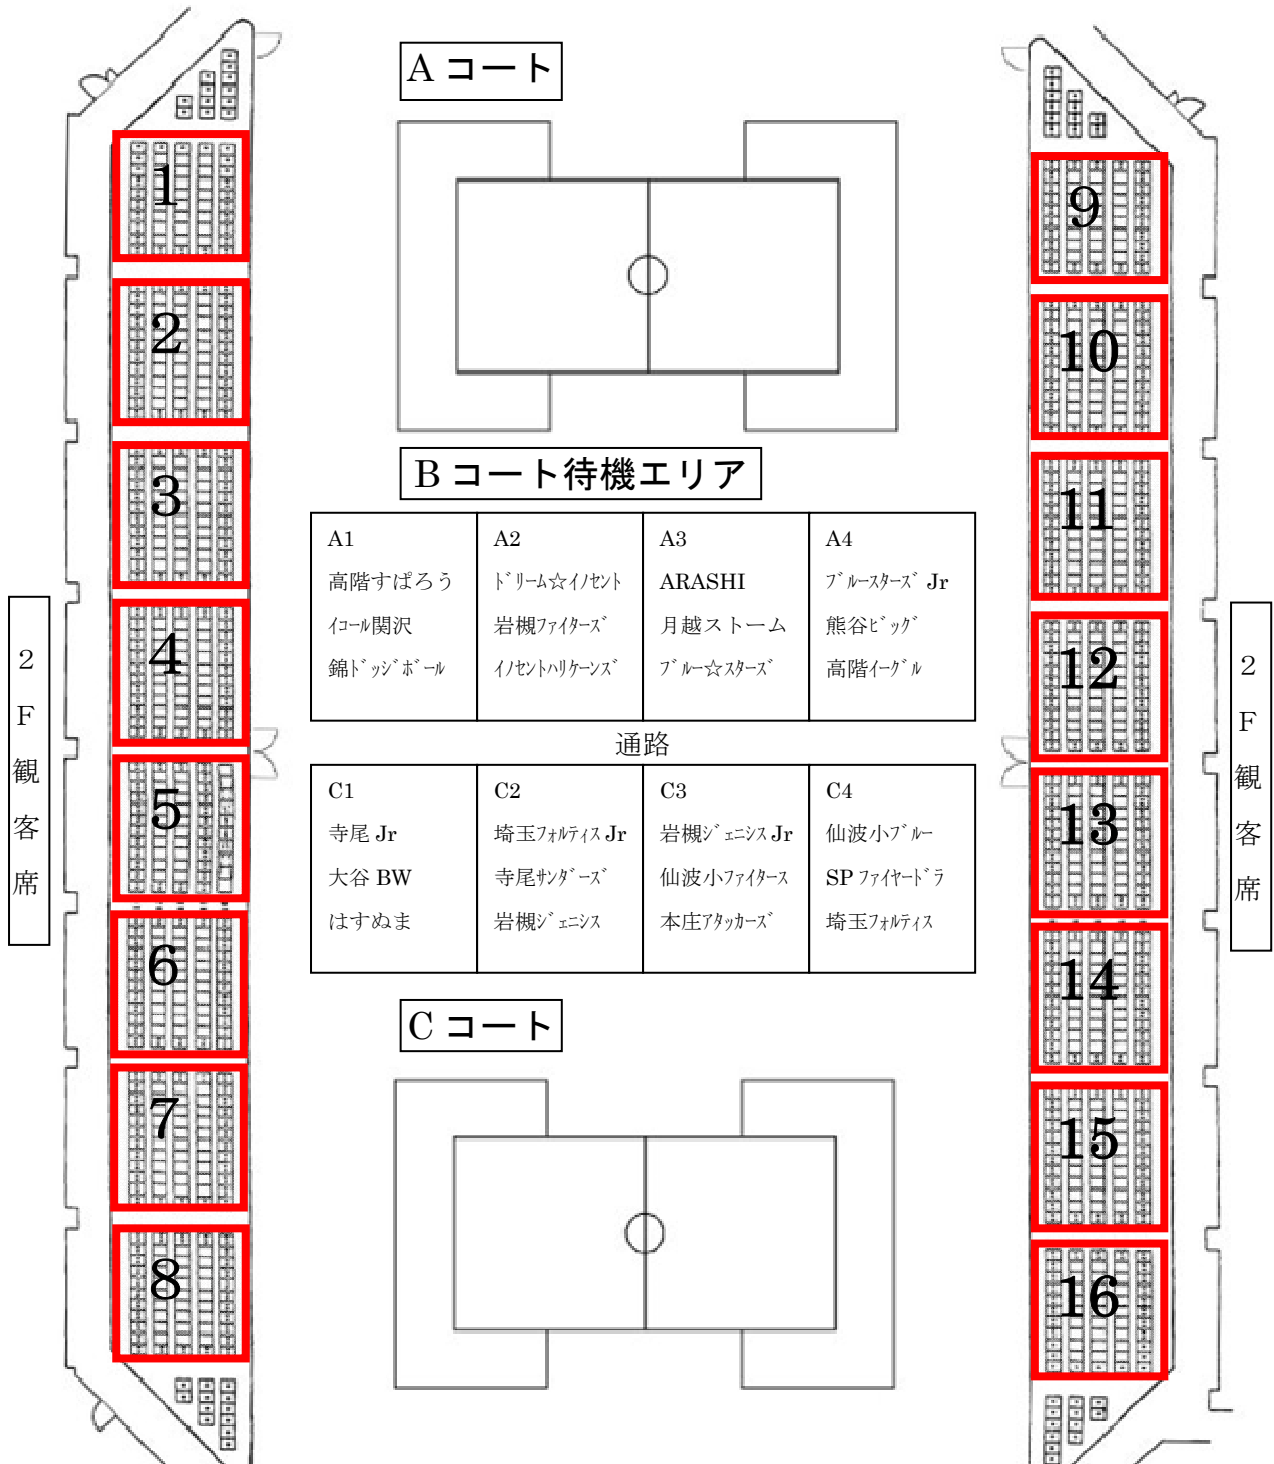 A コート
1
2
3
4
5
6
7
8
2F観客席
B コート待機エリア
A1
高階すぱろう
ｲｺｰﾙ関沢
錦ﾄﾞｯｼﾞﾎﾞｰﾙ
A2
ﾄﾞﾘｰﾑ☆ｲﾉｾﾝﾄ
岩槻ﾌｧｲﾀｰｽﾞ
ｲﾉｾﾝﾄﾊﾘｹｰﾝｽﾞ
A3
ARASHI
月越ストーム
ﾌﾞﾙｰ☆ｽﾀｰｽﾞ
A4
ﾌﾞﾙｰｽﾀｰｽﾞ Jr
熊谷ﾋﾞｯｸﾞ
高階ｲｰｸﾞﾙ
通路
C1
寺尾 Jr
大谷 BW
はすぬま
C2
埼玉ﾌｫﾙﾃｨｽ Jr
寺尾ｻﾝﾀﾞｰｽﾞ
岩槻ｼﾞｪﾆｼｽ
C3
岩槻ｼﾞｪﾆｼｽ Jr
仙波小ﾌｧｲﾀｰｽ
本庄ｱﾀｯｶｰｽﾞ
C4
仙波小ﾌﾞﾙｰ
SP ﾌｧｲﾔｰﾄﾞﾗ
埼玉ﾌｫﾙﾃｨｽ
C コート
9
10
11
12
13
14
15
16
2F観客席